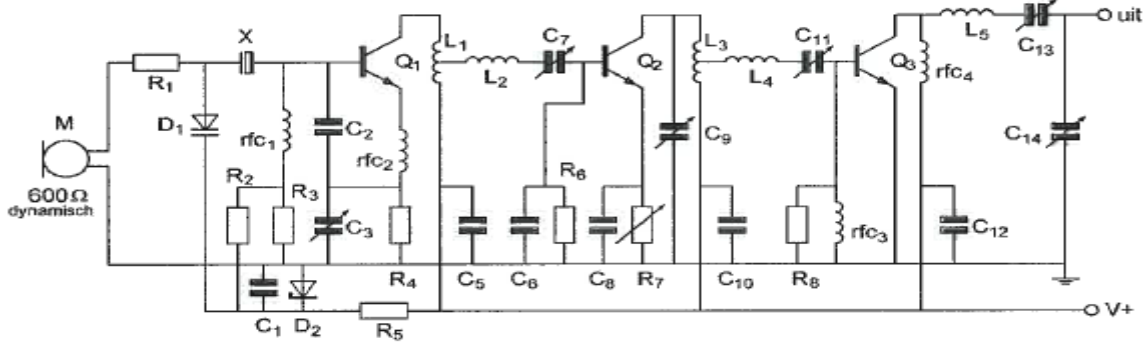 uit
L₅
C₁₃
X
L₁
C₇
L₃
C₁₁
Q₁
L₂
Q₂
L₄
Q₃
rfc₄
R₁
M
D₁
rfc₁
C₂
rfc₂
C₉
C₁₄
600Ω
dynamisch
R₂
R₃
R₆
C₃
rfc₃
C₁₂
R₄
C₅
C₆
C₈
R₇
C₁₀
R₈
C₁
D₂
R₅
V+